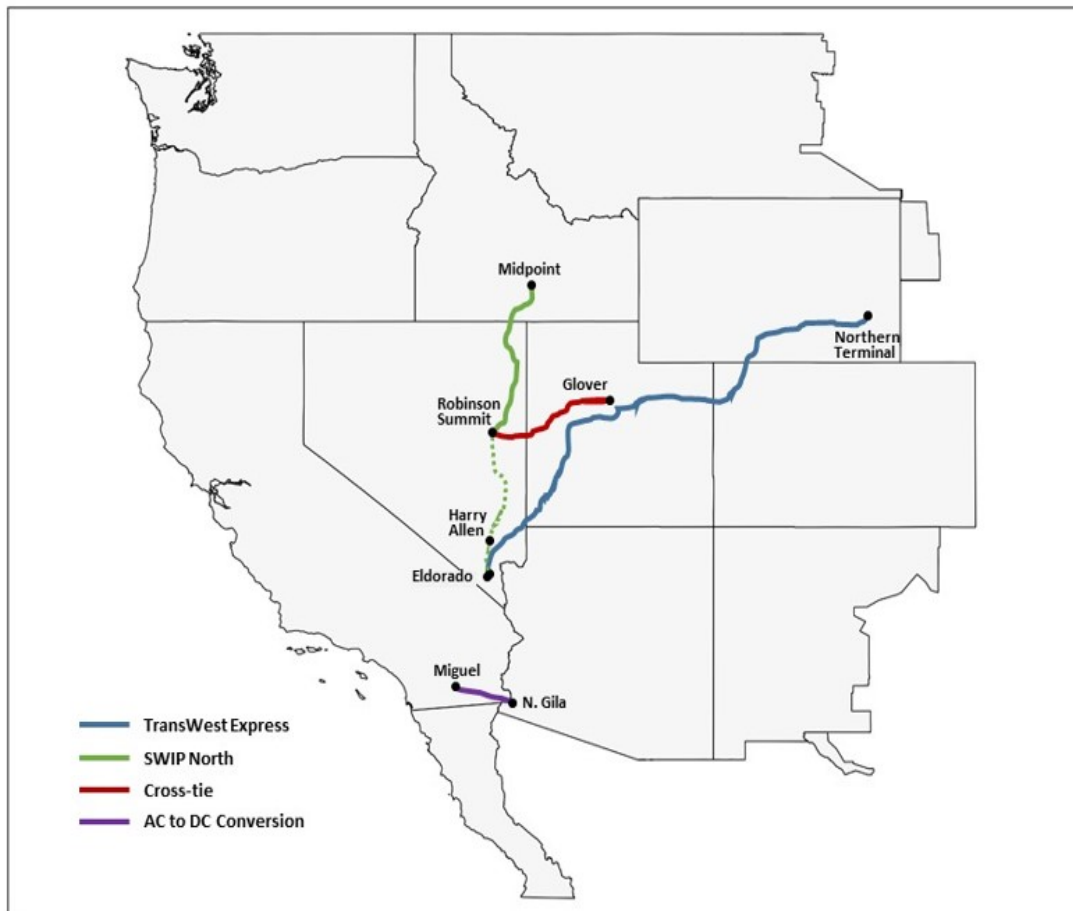 Midpoint
Northern
Terminal
Glover
Robinson
Summit
Harry
Allen
Eldorado
Miguel
N. Gila
TransWest Express
SWIP North
Cross-tie
AC to DC Conversion